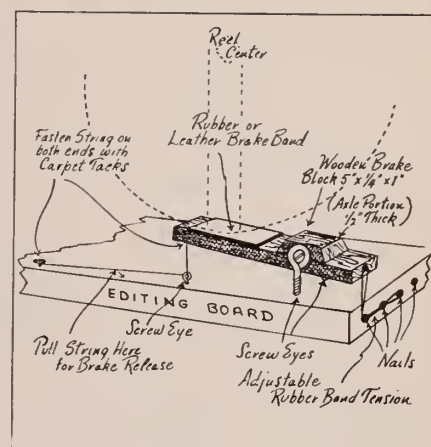 Reel
Center
Fasten String on
both ends with
Carpet Tacks
Rubber or
Leather Brake Band
Wooden Brake
Block 5"x 1/4"x 1"
(Axle Portion
1/2" Thick)
EDITING BOARD
Screw Eye
Pull String Here
for Brake Release
Screw Eyes
Nails
Adjustable
Rubber Band Tension